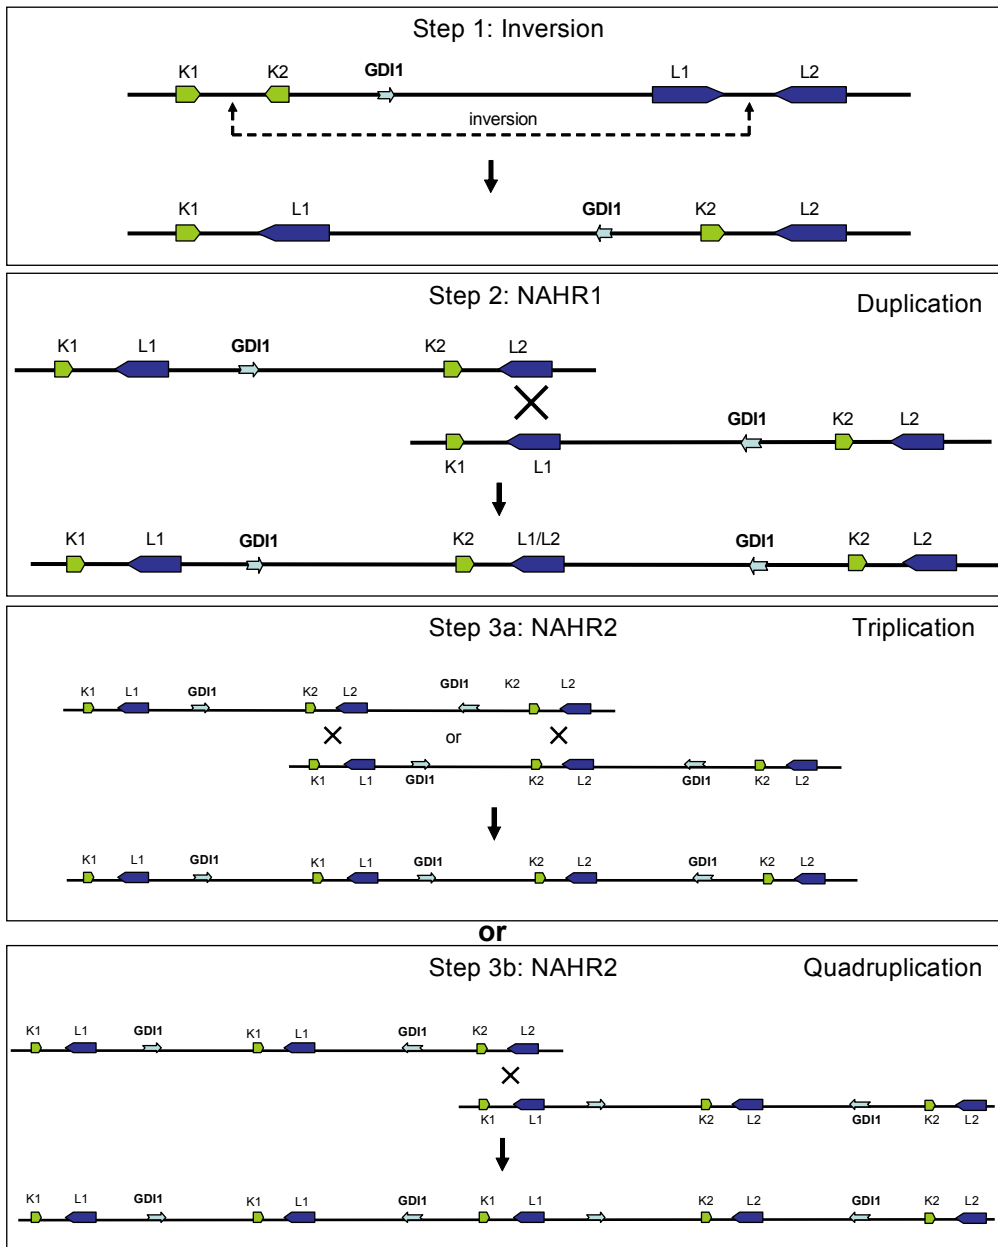 Step 1: Inversion
K1 K2 GDI1 L1 L2
inversion
K1 L1 GDI1 K2 L2
Step 2: NAHR1 Duplication
K1 L1 GDI1 K2 L2
GDI1 K2 L2
K1 L1
K1 L1 GDI1 K2 L1/L2 GDI1 K2 L2
Step 3a: NAHR2 Triplication
K1 L1 GDI1 K2 L2 GDI1 K2 L2
or
K1 L1 GDI1 K2 L2 GDI1 K2 L2
K1 L1 GDI1 K1 L1 GDI1 K2 L2 GDI1 K2 L2
or
Step 3b: NAHR2 Quadruplication
K1 L1 GDI1 K1 L1 GDI1 K2 L2
K1 L1 K2 L2 GDI1 K2 L2
K1 L1 GDI1 K1 L1 GDI1 K1 L1 K2 L2 GDI1 K2 L2